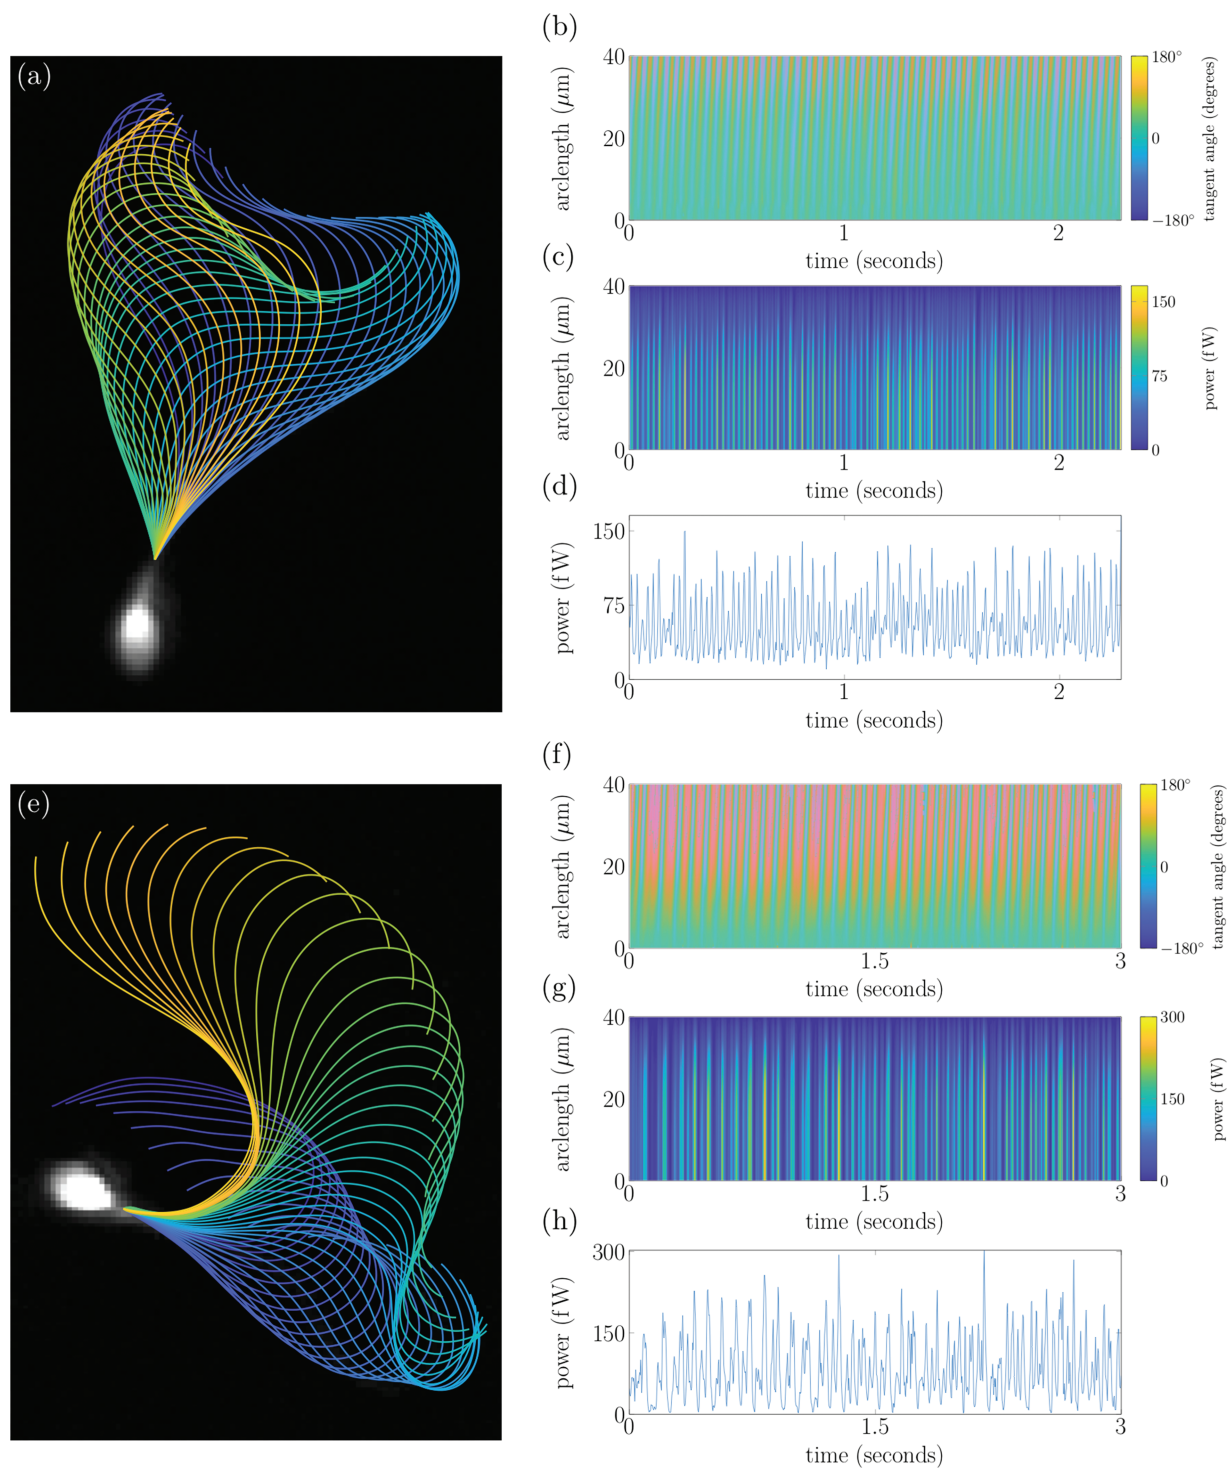 (a)
(b)
40
20
0
arclength (μm)
0
1
2
time (seconds)
180°
0
−180°
tangent angle (degrees)
(c)
40
20
0
arclength (μm)
0
1
2
time (seconds)
150
75
0
power (fW)
(d)
150
75
0
power (fW)
0
1
2
time (seconds)
(e)
(f)
40
20
0
arclength (μm)
0
1.5
3
time (seconds)
180°
0
−180°
tangent angle (degrees)
(g)
40
20
0
arclength (μm)
0
1.5
3
time (seconds)
300
150
0
power (fW)
(h)
300
150
0
power (fW)
0
1.5
3
time (seconds)